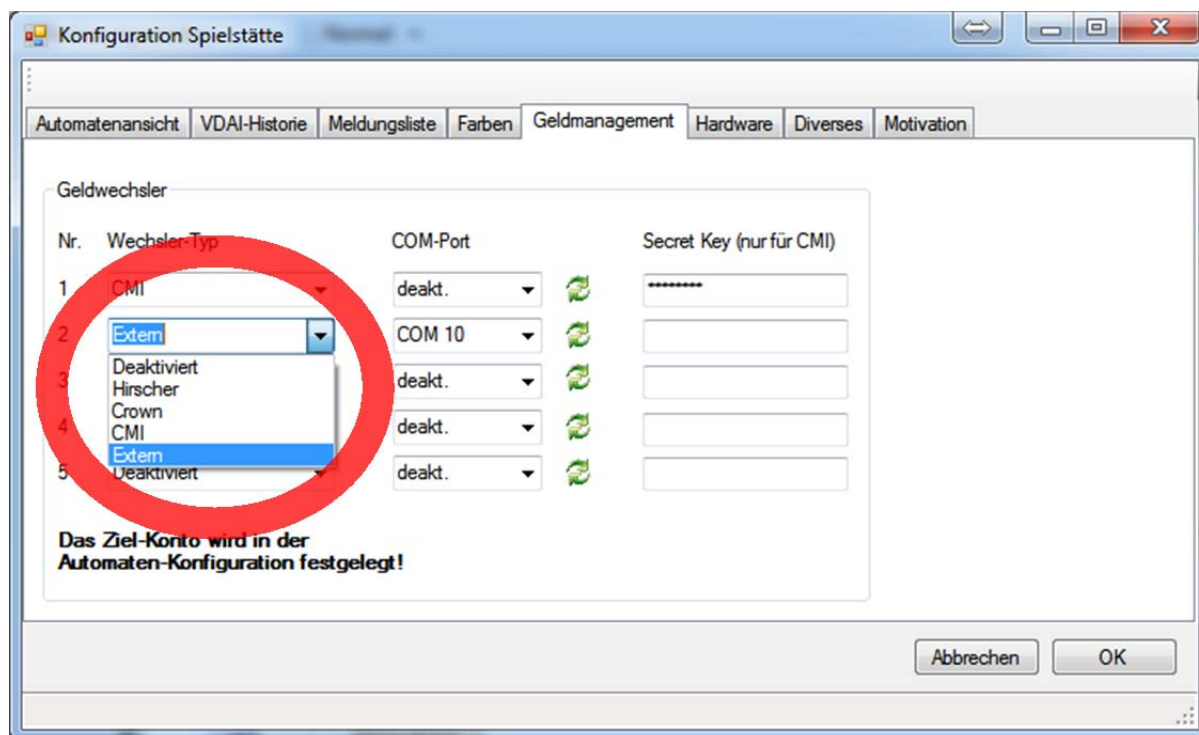 Konfiguration Spielstätte
Automatenansicht VDAI-Historie Meldungsliste Farben Geldmanagement Hardware Diverses Motivation
Geldwechsler
Nr. Wechsler-Typ COM-Port Secret Key (nur für CMI)
1 CMI deakt. ********
2 Extern COM 10
Deaktiviert
3 Hirscher deakt.
Crown
4 CMI deakt.
Extern
5 Deaktiviert deakt.
Das Ziel-Konto wird in der
Automaten-Konfiguration festgelegt!
Abbrechen OK